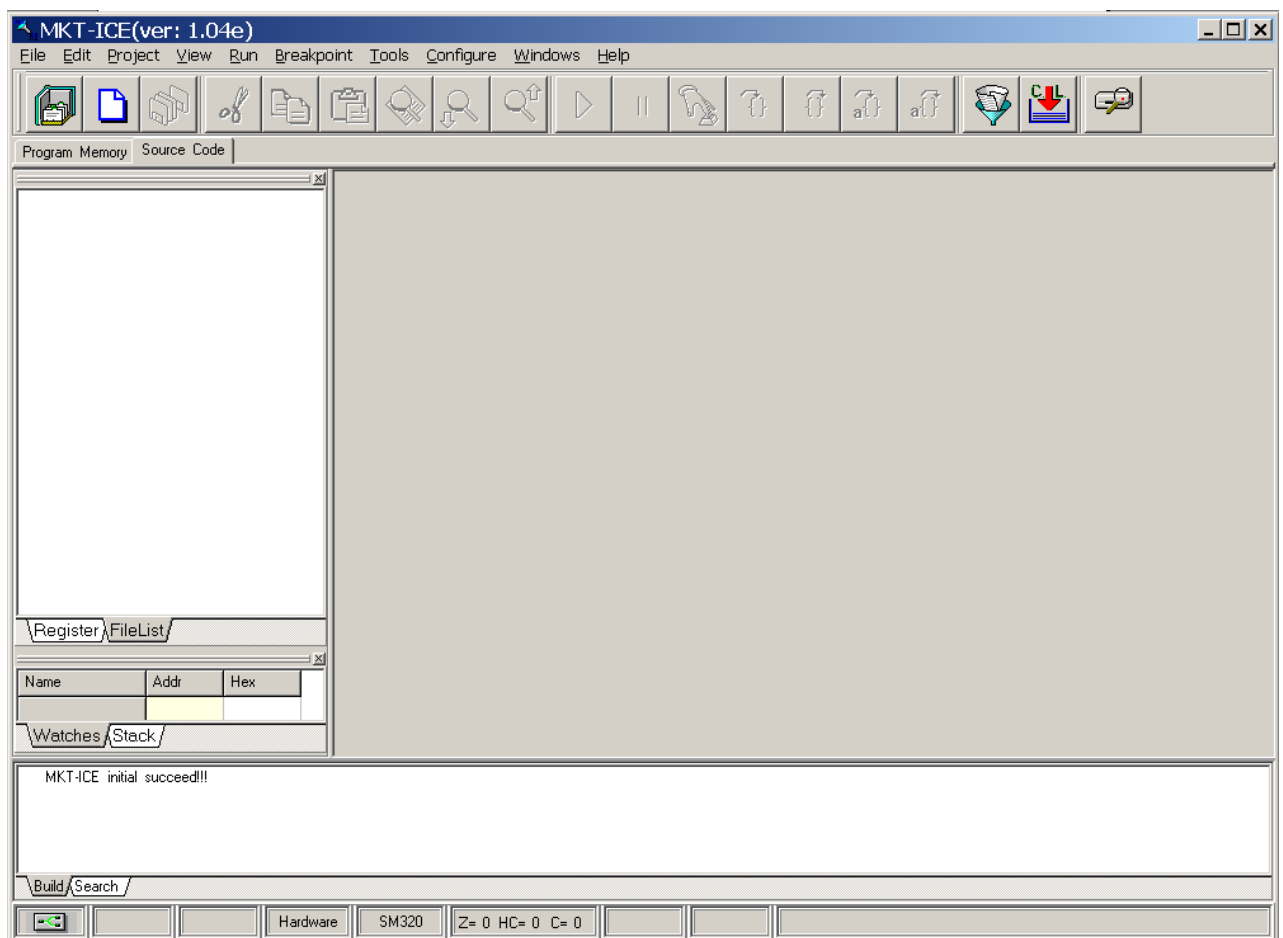 MKT-ICE(ver: 1.04e)
File Edit Project View Run Breakpoint Tools Configure Windows Help
C L
a{} a{}
Program Memory Source Code
Register FileList
Name Addr Hex
Watches Stack
MKT-ICE initial succeed!!!
Build Search
Hardware SM320 Z= 0 HC= 0 C= 0